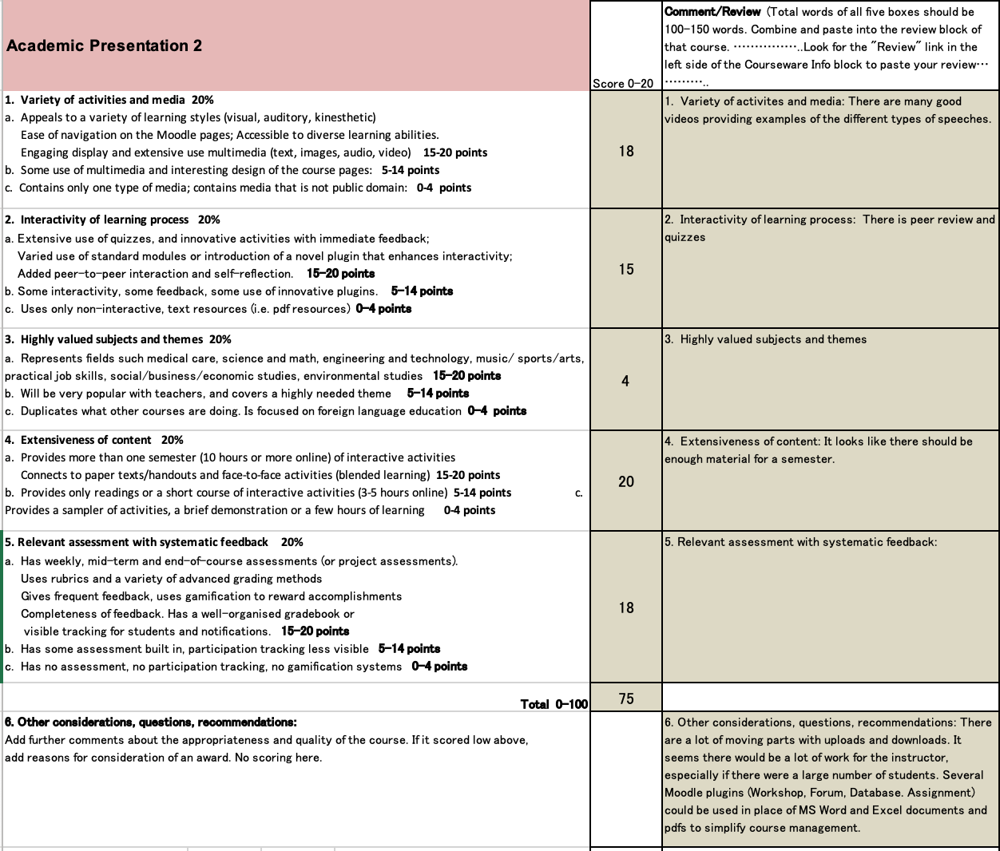 Academic Presentation 2
Score 0-20
Comment/Review  (Total words of all five boxes should be
100-150 words. Combine and paste into the review block of
that course. ……………..Look for the "Review" link in the
left side of the Courseware Info block to paste your review…
………..
1.  Variety of activities and media  20%
a.  Appeals to a variety of learning styles (visual, auditory, kinesthetic)
Ease of navigation on the Moodle pages; Accessible to diverse learning abilities.
Engaging display and extensive use multimedia (text, images, audio, video)    15-20 points
b.  Some use of multimedia and interesting design of the course pages:   5-14 points
c.  Contains only one type of media; contains media that is not public domain:   0-4  points
18
1.  Variety of activites and media: There are many good
videos providing examples of the different types of speeches.
2.  Interactivity of learning process   20%
a. Extensive use of quizzes, and innovative activities with immediate feedback;
Varied use of standard modules or introduction of a novel plugin that enhances interactivity;
Added peer-to-peer interaction and self-reflection.   15-20 points
b. Some interactivity, some feedback, some use of innovative plugins.   5-14 points
c.  Uses only non-interactive, text resources (i.e. pdf resources)  0-4 points
15
2.  Interactivity of learning process:  There is peer review and
quizzes
3.  Highly valued subjects and themes  20%
a.  Represents fields such medical care, science and math, engineering and technology, music/ sports/arts,
practical job skills, social/business/economic studies, environmental studies   15-20 points
b.  Will be very popular with teachers, and covers a highly needed theme    5-14 points
c.  Duplicates what other courses are doing. Is focused on foreign language education  0-4  points
4
3.  Highly valued subjects and themes
4.  Extensiveness of content   20%
a.  Provides more than one semester (10 hours or more online) of interactive activities
Connects to paper texts/handouts and face-to-face activities (blended learning)  15-20 points
b.  Provides only readings or a short course of interactive activities (3-5 hours online)  5-14 points                    c.
Provides a sampler of activities, a brief demonstration or a few hours of learning      0-4 points
20
4.  Extensiveness of content: It looks like there should be
enough material for a semester.
5. Relevant assessment with systematic feedback    20%
a.  Has weekly, mid-term and end-of-course assessments (or project assessments).
Uses rubrics and a variety of advanced grading methods
Gives frequent feedback, uses gamification to reward accomplishments
Completeness of feedback. Has a well-organised gradebook or
visible tracking for students and notifications.   15-20 points
b.  Has some assessment built in, participation tracking less visible   5-14 points
c.  Has no assessment, no participation tracking, no gamification systems   0-4 points
18
5. Relevant assessment with systematic feedback:
Total  0-100
75
6. Other considerations, questions, recommendations:
Add further comments about the appropriateness and quality of the course. If it scored low above,
add reasons for consideration of an award. No scoring here.
6. Other considerations, questions, recommendations: There
are a lot of moving parts with uploads and downloads. It
seems there would be a lot of work for the instructor,
especially if there were a large number of students. Several
Moodle plugins (Workshop, Forum, Database. Assignment)
could be used in place of MS Word and Excel documents and
pdfs to simplify course management.